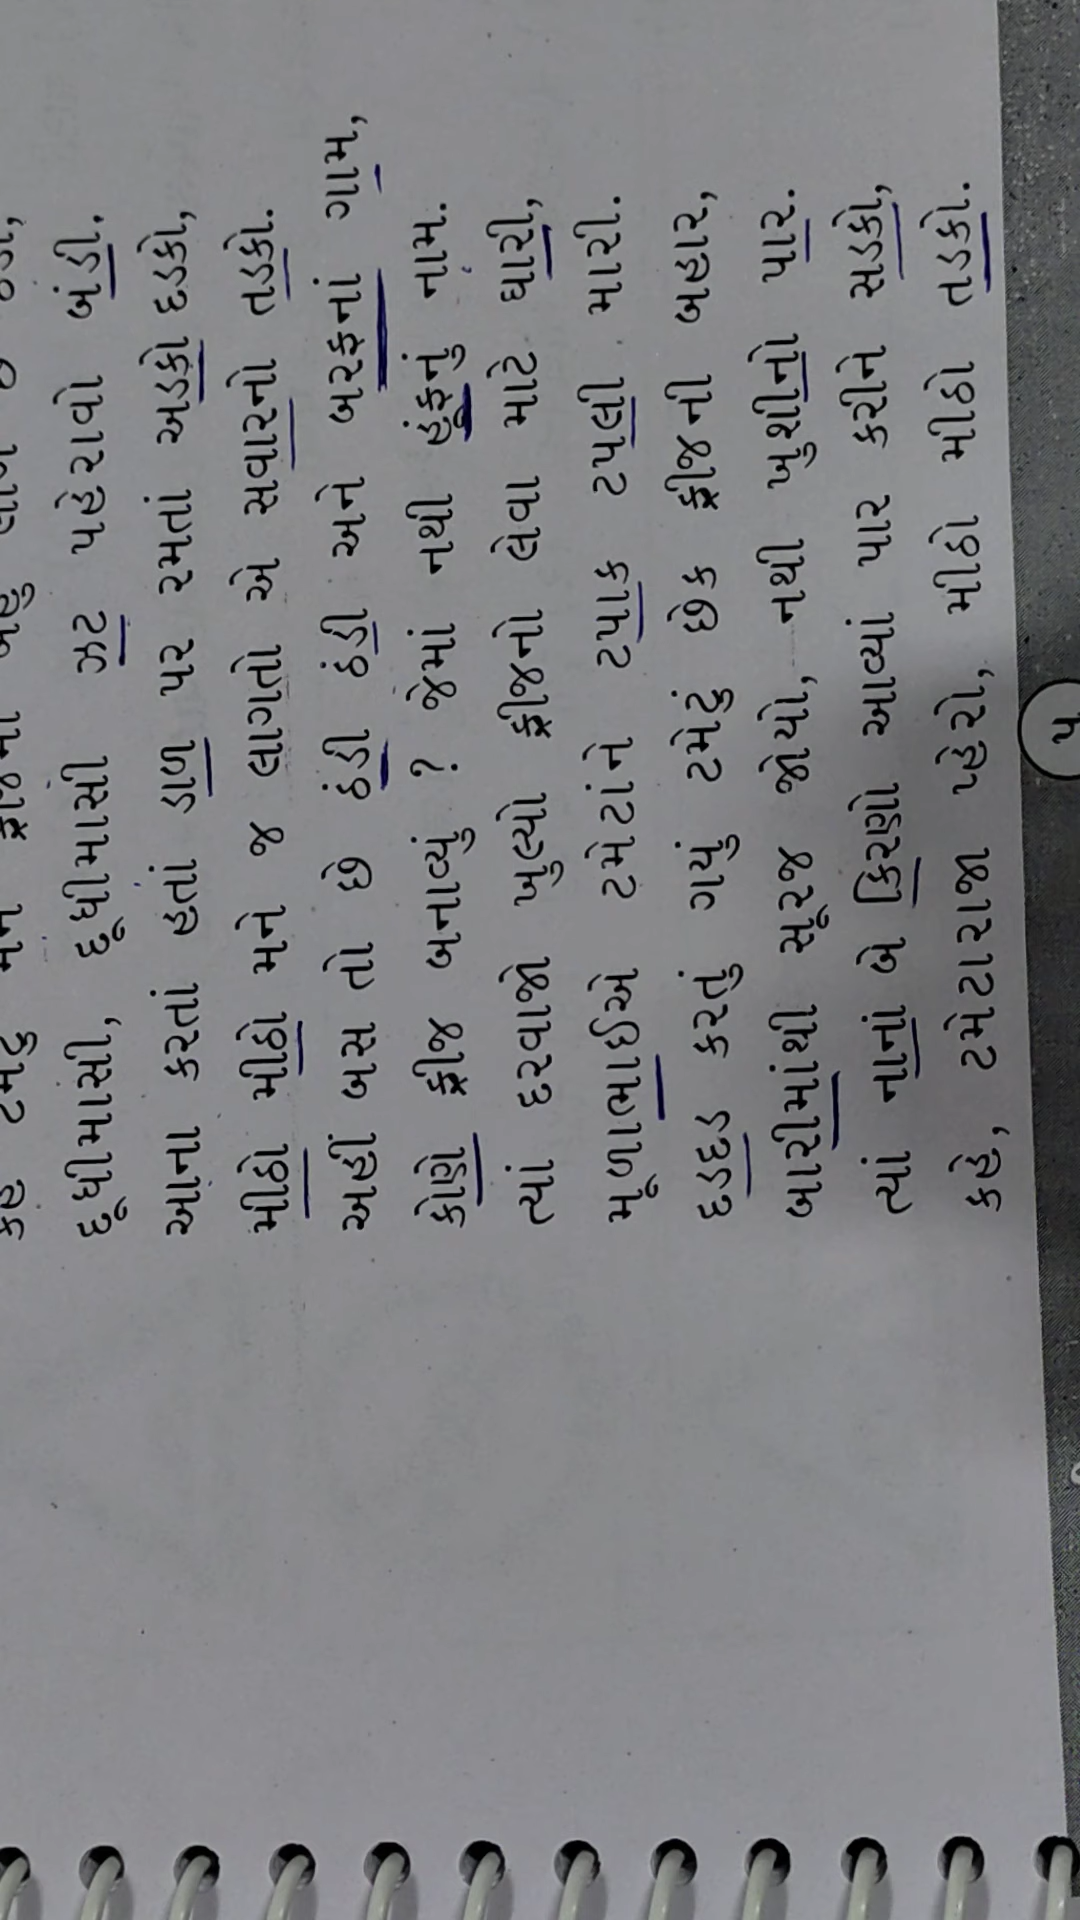 દૂધીમાસી, દૂધીમાસી ઝટ પહેરાવો બંડી.
આના કરતાં હતાં ડાળ પર રમતાં અડકો દડકો,
મીઠો મીઠો મને જ લાગતો એ સવારનો તડકો.
અહીં બસ તો છે ઠંડી ઠંડી અને બરફનાં ગામ,
કોણે ફ્રીજ બનાવ્યું ? જેમાં નથી હૂંફનું નામ.
ત્યાં દરવાજો ખુલ્યો ફ્રીજનો લેવા માટે ઘારી,
મૂળાભાઈએ ટમેટાંને ટપાક ટપલી મારી.
દડદડ કરતું ગયું ટમેટું છેક ફ્રીજની બહાર,
બારીમાંથી સૂરજ જોયો, નથી ખુશીનો પાર.
ત્યાં નાનાં બે કિરણો આવ્યાં પાર કરીને સડકો,
કહે, ટમેટારાજા પહેરો, મીઠો મીઠો તડકો.
૫